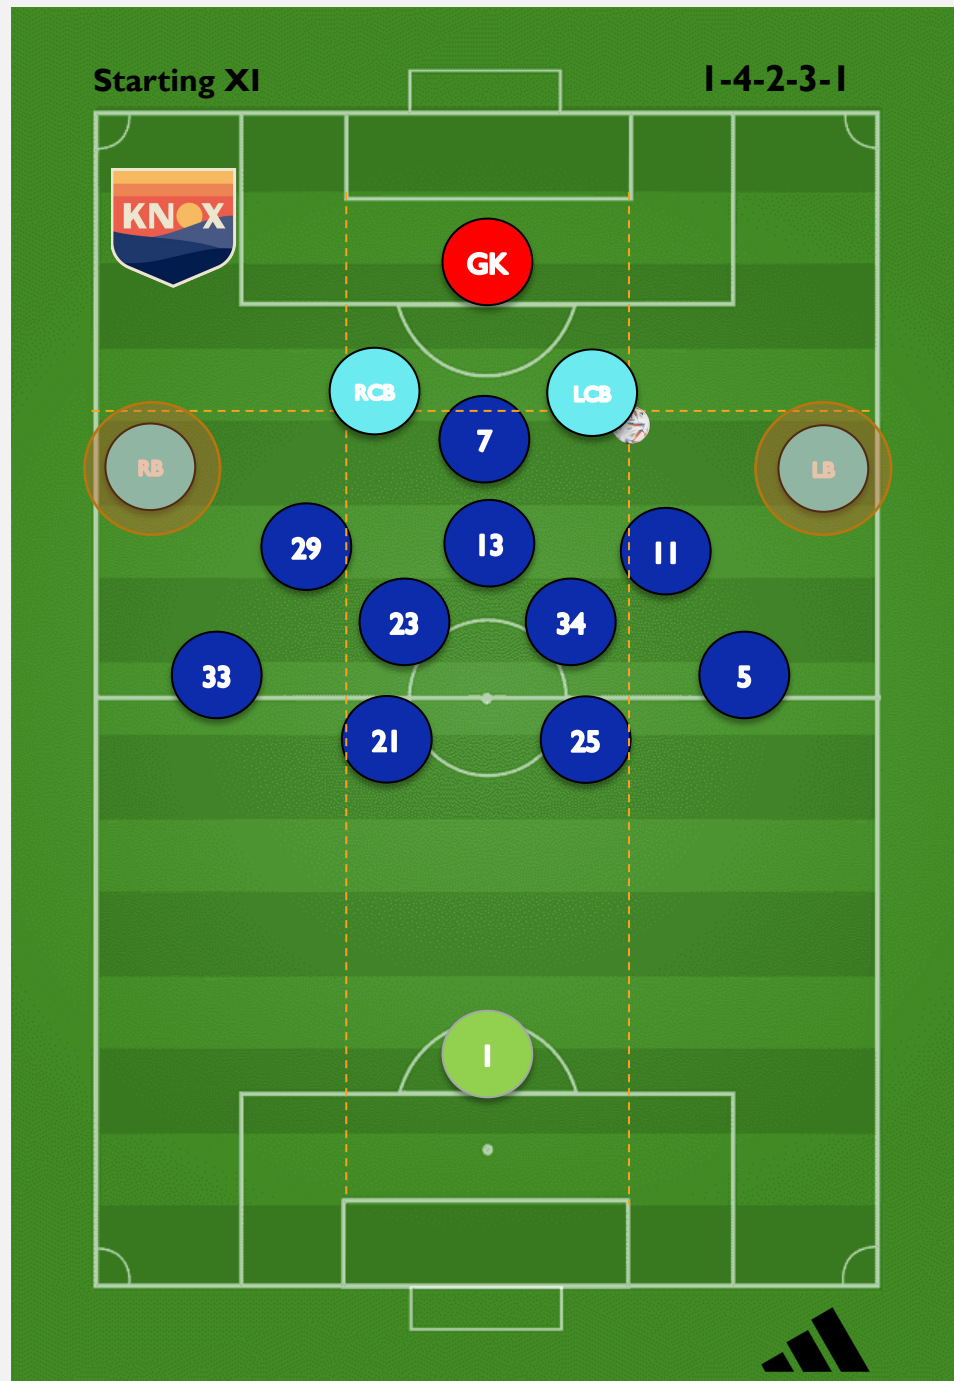 Starting XI
1-4-2-3-1
KNOX
GK
RCB
LCB
7
RB
LB
29
13
11
23
34
33
5
21
25
1